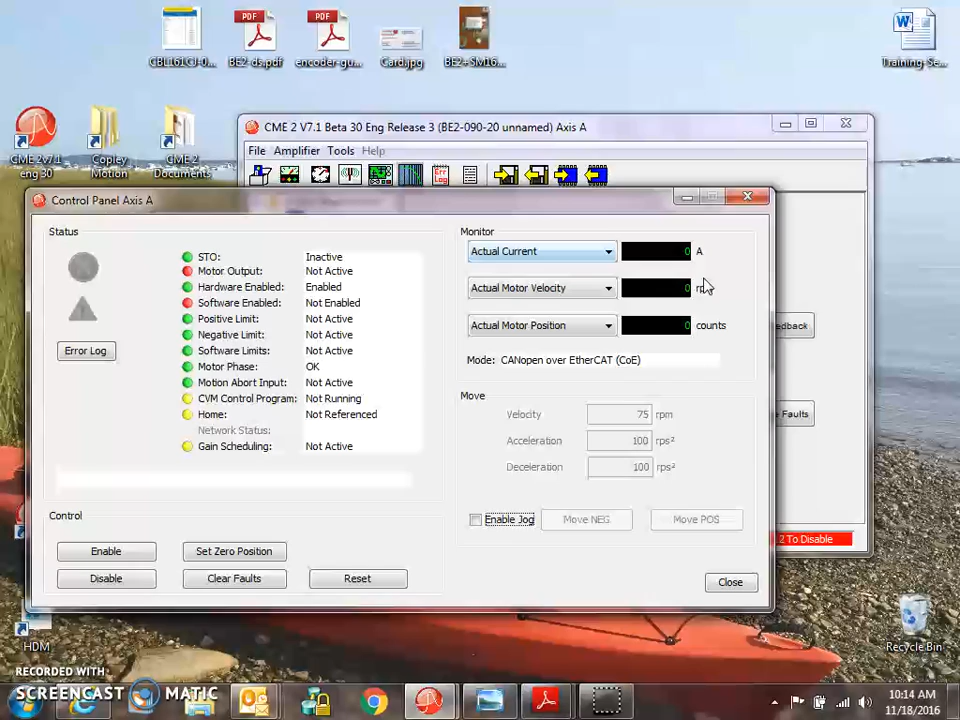 CME 2 V7.1 Beta 30 Eng Release 3 (BE2-090-20 unnamed) Axis A
File Amplifier Tools Help
Control Panel Axis A
Status
STO: Inactive
Motor Output: Not Active
Hardware Enabled: Enabled
Software Enabled: Not Enabled
Positive Limit: Not Active
Negative Limit: Not Active
Software Limits: Not Active
Motor Phase: OK
Motion Abort Input: Not Active
CVM Control Program: Not Running
Home: Not Referenced
Network Status:
Gain Scheduling: Not Active
Error Log
Control
Enable
Set Zero Position
Disable
Clear Faults
Reset
Monitor
Actual Current 0 A
Actual Motor Velocity 0
Actual Motor Position 0 counts
Mode: CANopen over EtherCAT (CoE)
Move
Velocity 75 rpm
Acceleration 100 rps²
Deceleration 100 rps²
Enable Jog
Move NEG
Move POS
Close
Faults
2 To Disable
BE2-ds.pdf
encoder-gu...
Card.jpg
BE2+SM16...
Training-Se...
CME 2v7.1
eng 30
Copley
Motion
CME 2
Documents
Err
Log
HDM
Recycle Bin
RECORDED WITH
SCREENCAST MATIC
10:14 AM
11/18/2016